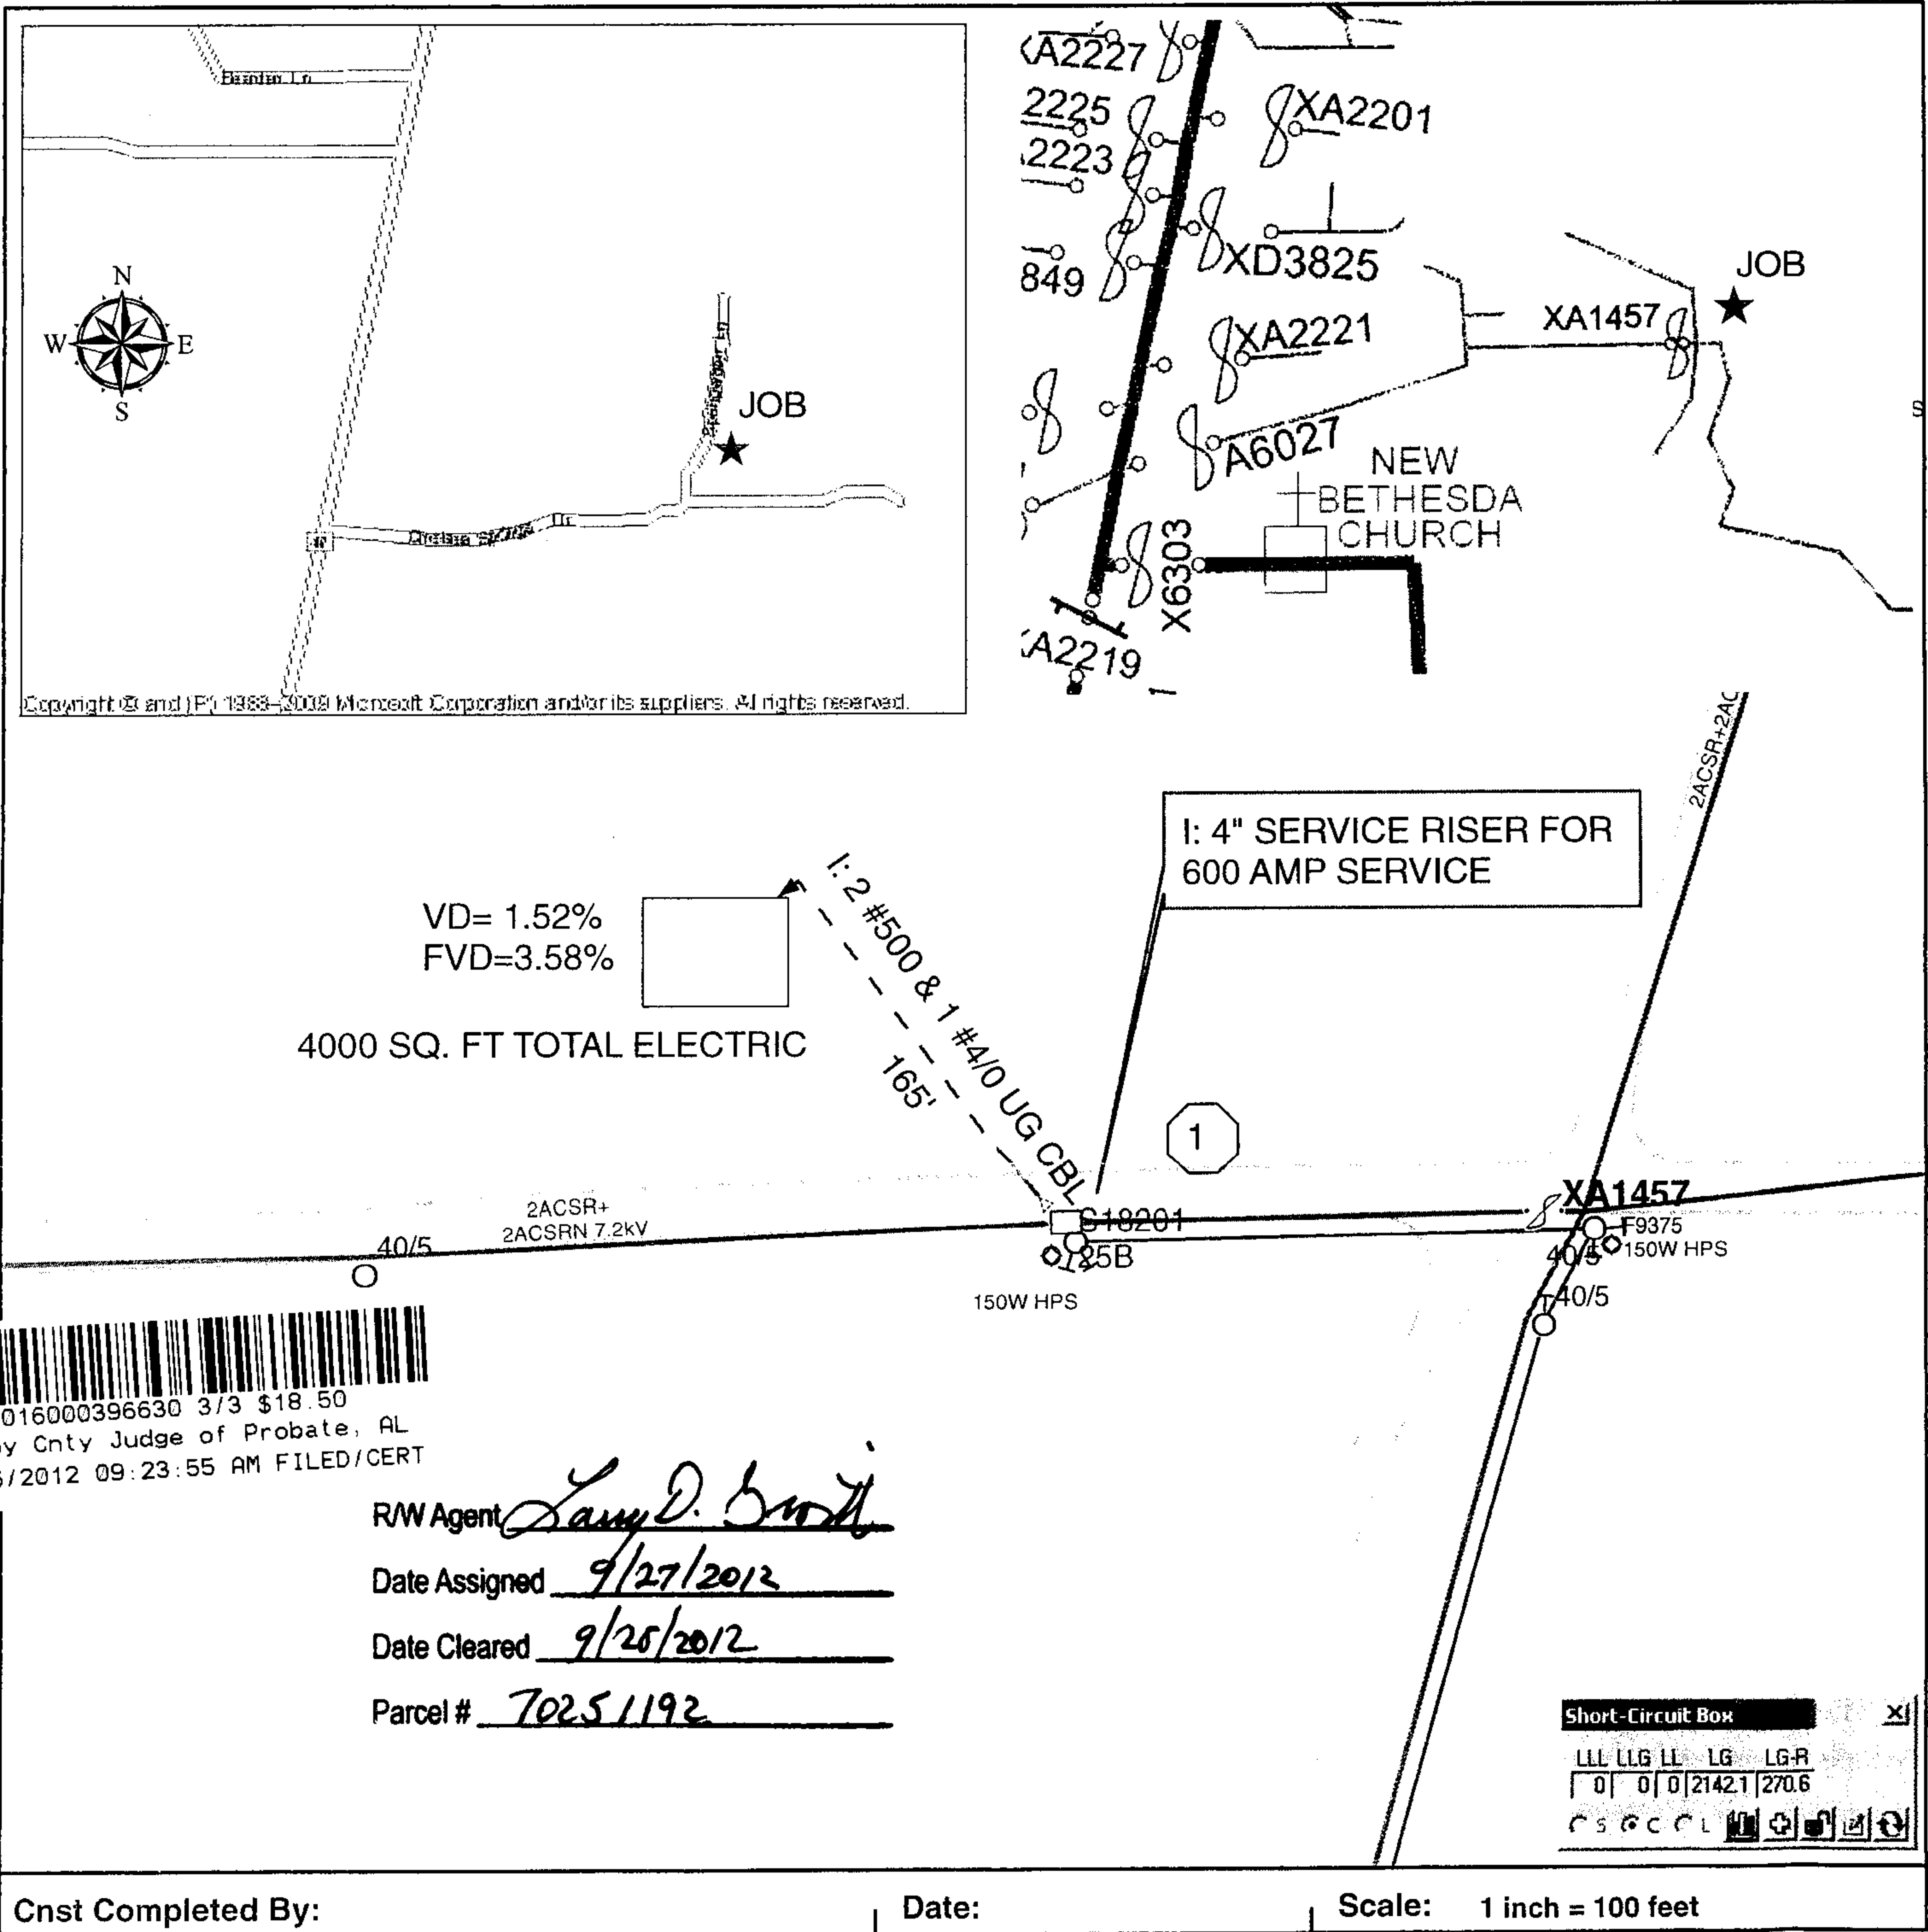 N
W E
S
JOB
Copyright © and (P) 1988–2009 Microsoft Corporation and/or its suppliers. All rights reserved.
XA2201
2225
2223
XD3825
849
XA2221
XA1457
JOB
A6027
NEW
BETHESDA
CHURCH
X6303
A2219
2ACSR+2AC
I: 4" SERVICE RISER FOR
600 AMP SERVICE
VD= 1.52%
FVD=3.58%
4000 SQ. FT TOTAL ELECTRIC
I: 2 #500 & 1 #4/0 UG CBL
165'
1
2ACSR+
2ACSRN 7.2kV
40/5
S18201
25B
150W HPS
XA1457
F9375
150W HPS
40/5
40/5
016000396630 3/3 $18.50
y Cnty Judge of Probate, AL
/2012 09:23:55 AM FILED/CERT
R/W Agent Larry D.
Date Assigned 9/27/2012
Date Cleared 9/28/2012
Parcel # 70251192
Short-Circuit Box
LLL LLG LL LG LG-R
0 0 0 2142.1 270.6
S C L
Cnst Completed By:
Date:
Scale: 1 inch = 100 feet